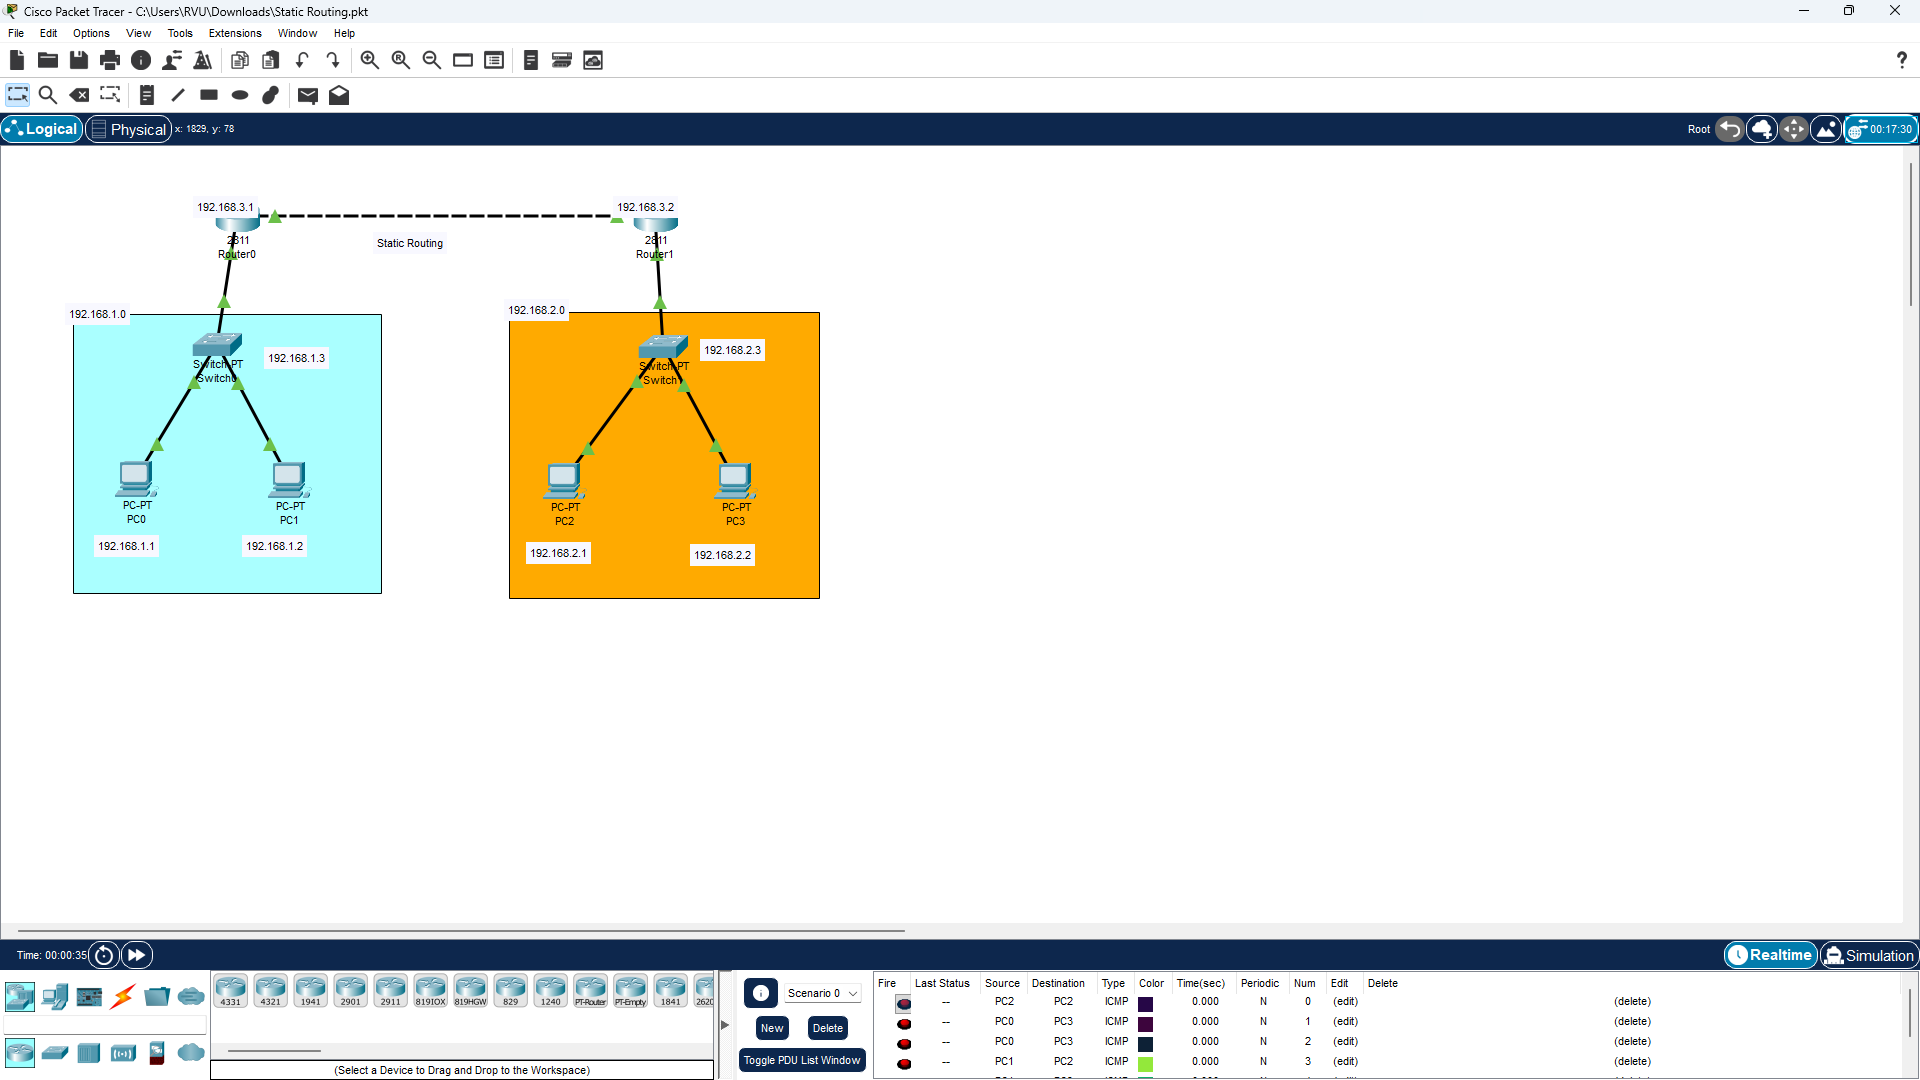 Cisco Packet Tracer - C:\Users\RVU\Downloads\Static Routing.pkt
File Edit Options View Tools Extensions Window Help
Logical Physical x: 1829, y: 78 Root 00:17:30
192.168.3.1 192.168.3.2
2811 Static Routing 2811
Router0 Router1
192.168.1.0 192.168.2.0
192.168.1.3 192.168.2.3
Switch-PT Switch-PT
Switch0 Switch
PC-PT PC-PT PC-PT PC-PT
PC0 PC1 PC2 PC3
192.168.1.1 192.168.1.2 192.168.2.1 192.168.2.2
Time: 00:00:35 Realtime Simulation
4331 4321 1941 2901 2911 819IOX 819HGW 829 1240 PT-Router PT-Empty 1841 2620
(Select a Device to Drag and Drop to the Workspace)
Scenario 0
New Delete
Toggle PDU List Window
Fire Last Status Source Destination Type Color Time(sec) Periodic Num Edit Delete
-- PC2 PC2 ICMP 0.000 N 0 (edit) (delete)
-- PC0 PC3 ICMP 0.000 N 1 (edit) (delete)
-- PC0 PC3 ICMP 0.000 N 2 (edit) (delete)
-- PC1 PC2 ICMP 0.000 N 3 (edit) (delete)